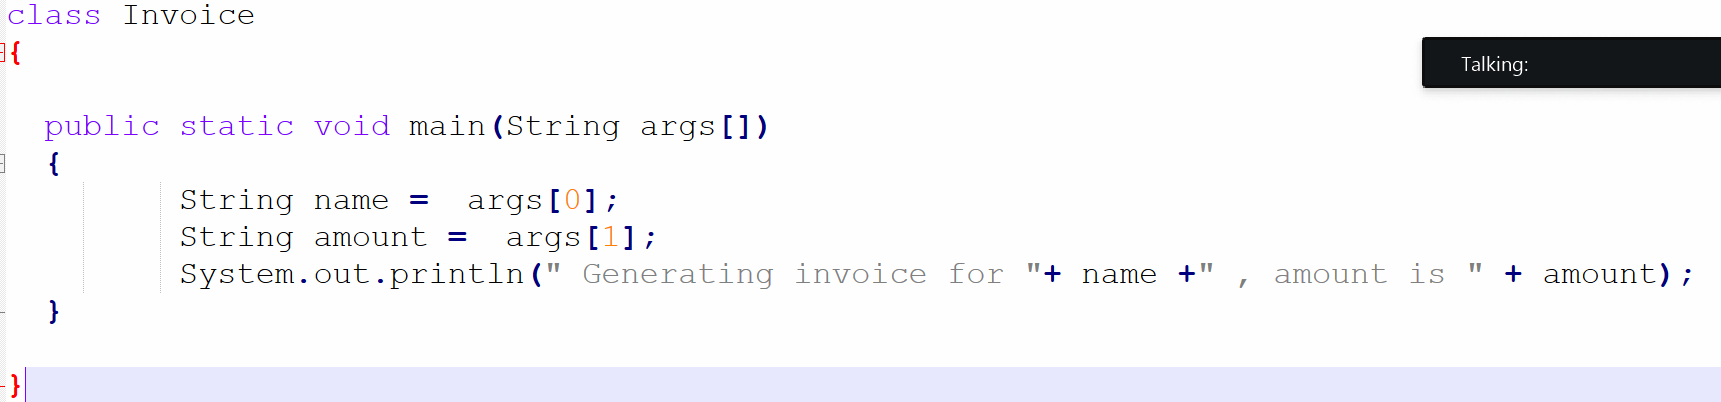 class Invoice
{
Talking:
public static void main(String args[])
{
String name =  args[0];
String amount =  args[1];
System.out.println(" Generating invoice for "+ name +" , amount is " + amount);
}
}